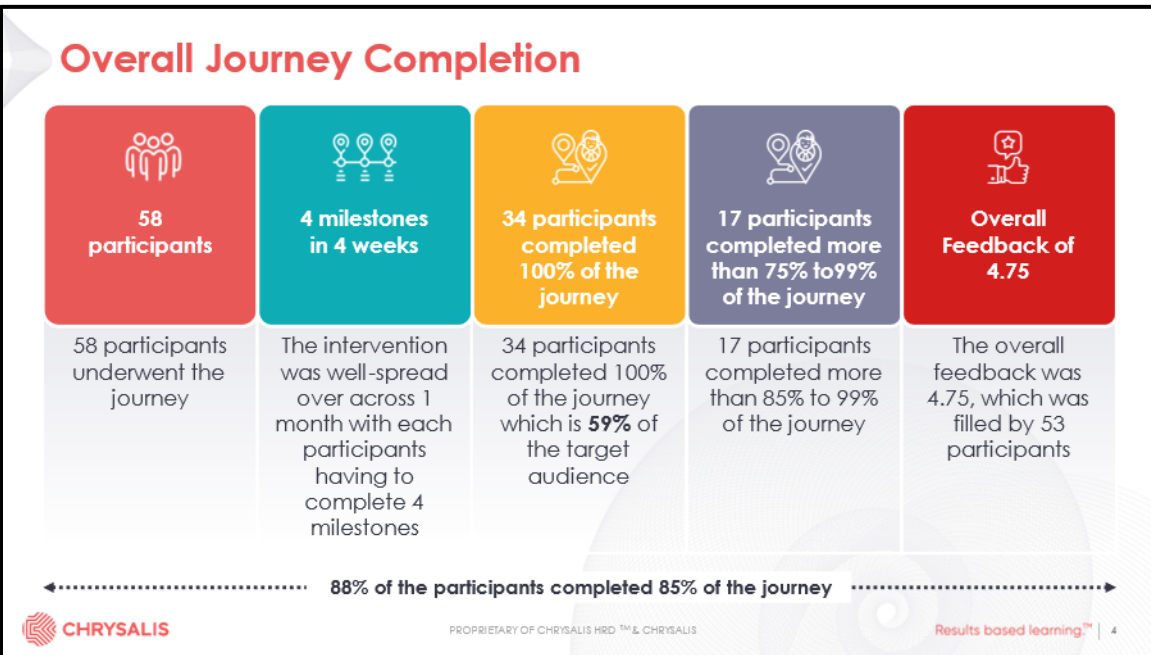 Overall Journey Completion
58
participants
4 milestones
in 4 weeks
34 participants
completed
100% of the
journey
17 participants
completed more
than 75% to99%
of the journey
Overall
Feedback of
4.75
58 participants
underwent the
journey
The intervention
was well-spread
over across 1
month with each
participants
having to
complete 4
milestones
34 participants
completed 100%
of the journey
which is 59% of
the target
audience
17 participants
completed more
than 85% to 99%
of the journey
The overall
feedback was
4.75, which was
filled by 53
participants
88% of the participants completed 85% of the journey
CHRYSALIS
PROPRIETARY OF CHRYSALIS HRD ™ & CHRYSALIS
Results based learning.™ | 4